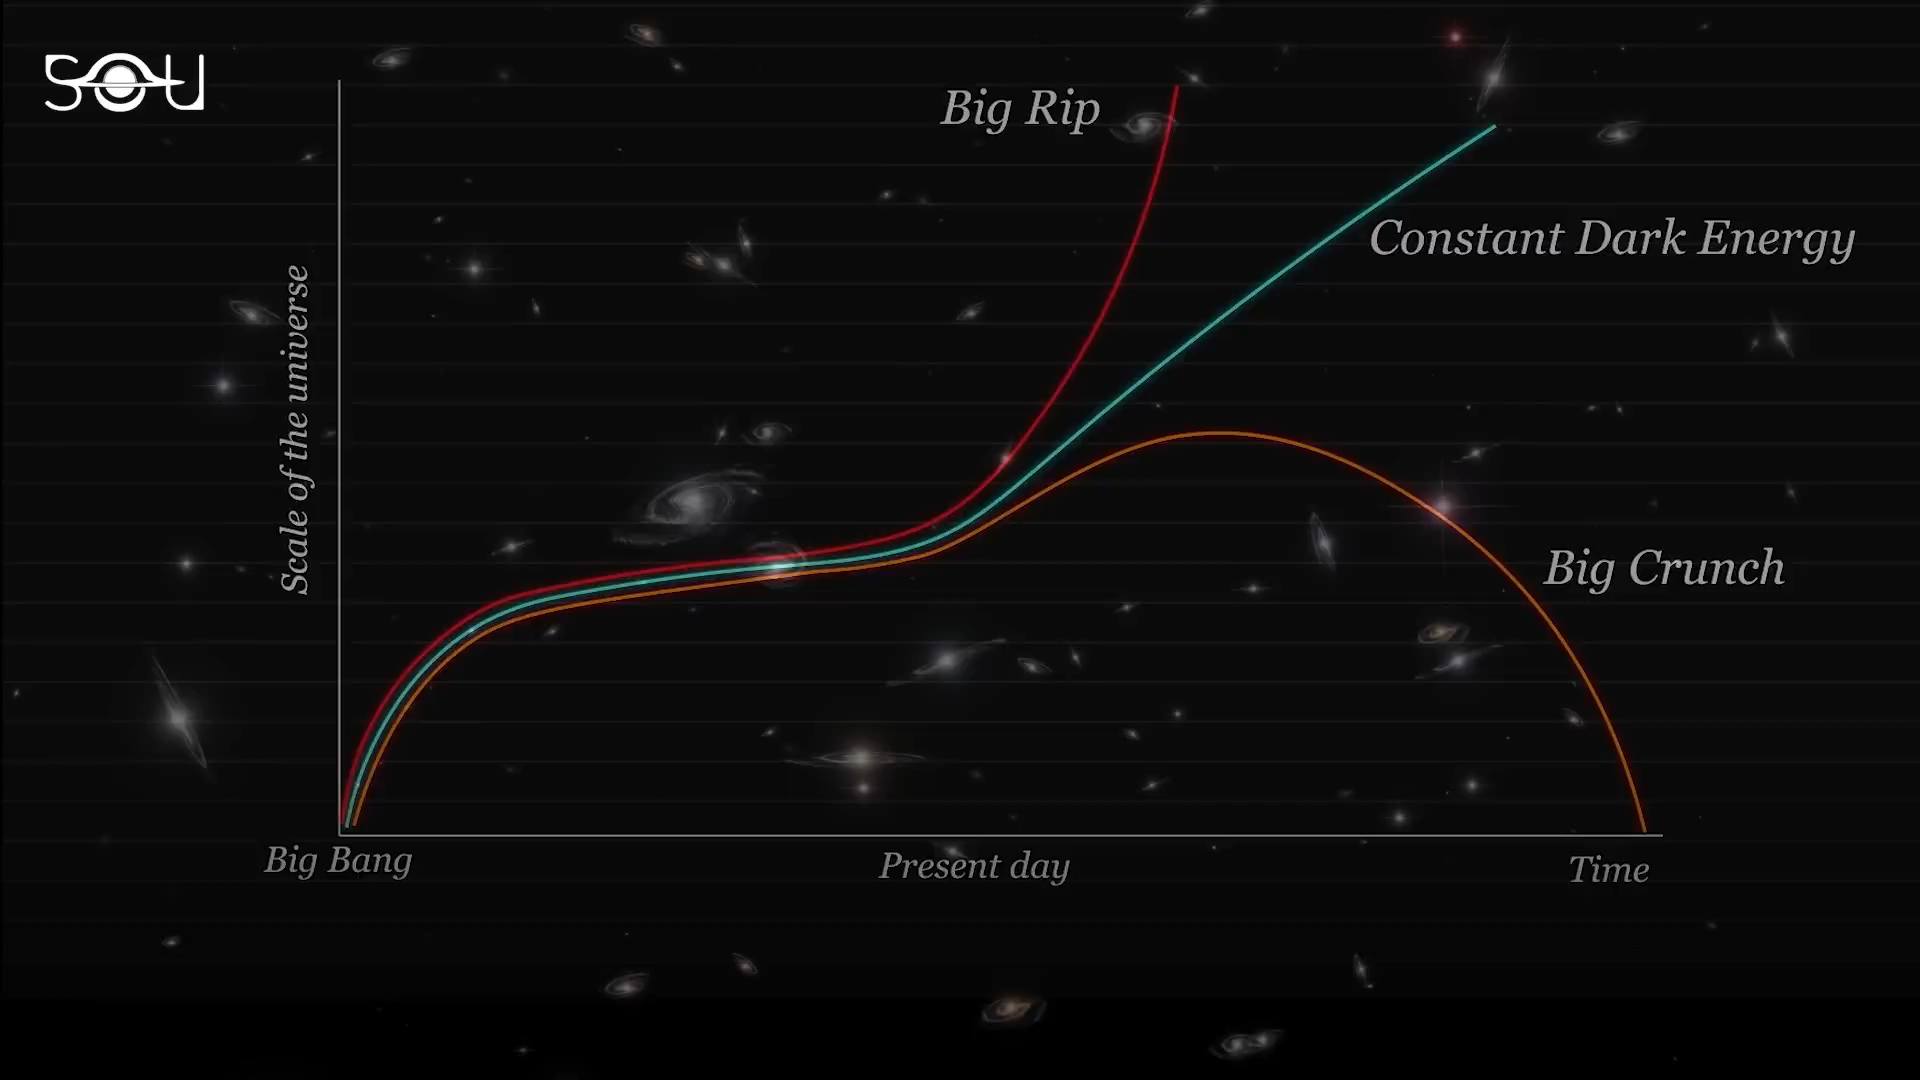 SOU
Big Rip
Constant Dark Energy
Scale of the universe
Big Crunch
Big Bang
Present day
Time